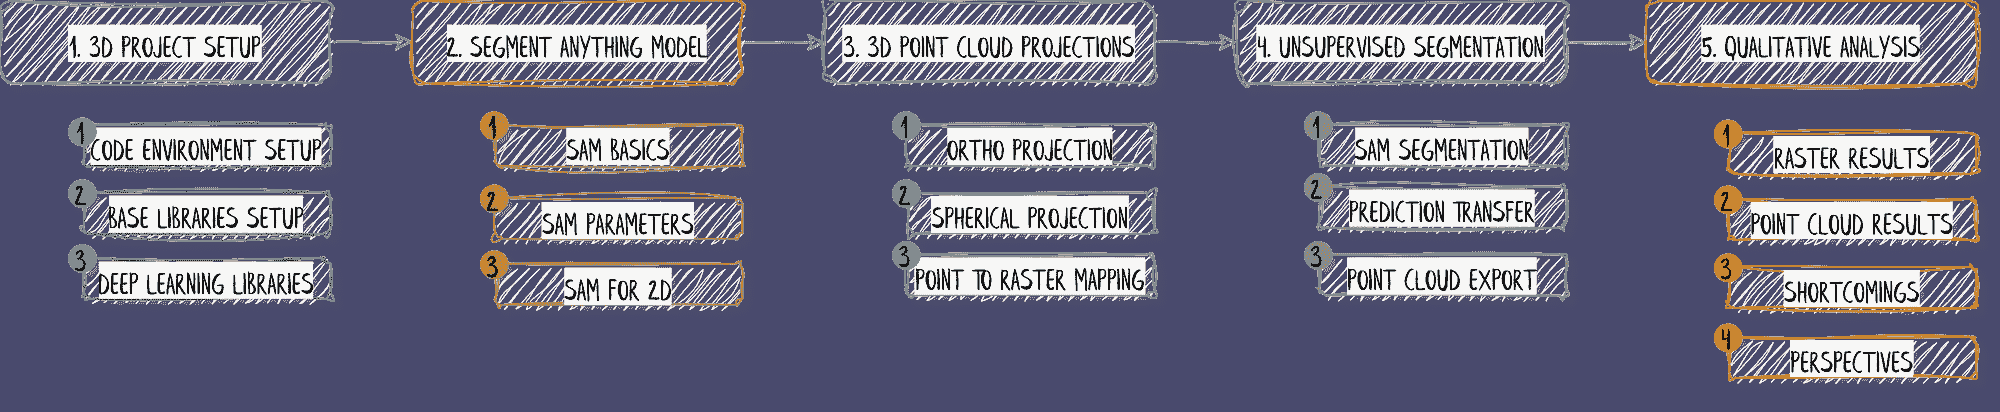 1. 3D PROJECT SETUP
1
CODE ENVIRONMENT SETUP
2
BASE LIBRARIES SETUP
3
DEEP LEARNING LIBRARIES
2. SEGMENT ANYTHING MODEL
1
SAM BASICS
2
SAM PARAMETERS
3
SAM FOR 2D
3. 3D POINT CLOUD PROJECTIONS
1
ORTHO PROJECTION
2
SPHERICAL PROJECTION
3
POINT TO RASTER MAPPING
4. UNSUPERVISED SEGMENTATION
1
SAM SEGMENTATION
2
PREDICTION TRANSFER
3
POINT CLOUD EXPORT
5. QUALITATIVE ANALYSIS
1
RASTER RESULTS
2
POINT CLOUD RESULTS
3
SHORTCOMINGS
4
PERSPECTIVES